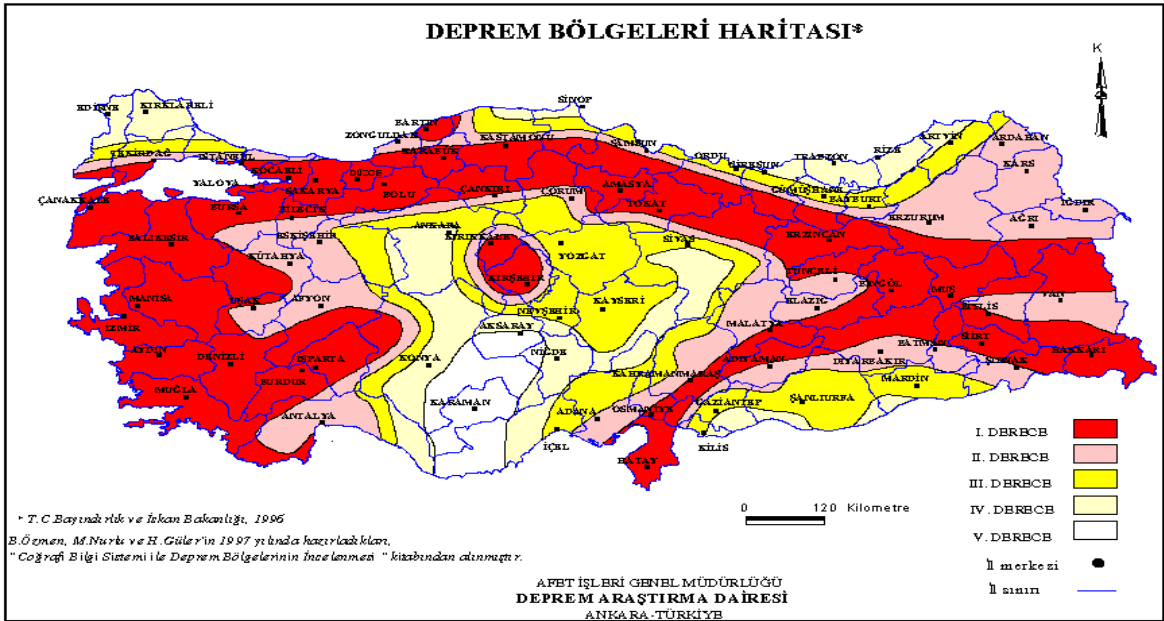 DEPREM BÖLGELERİ HARİTASI*
K
SİNOP
EDİRNE
KIRKLARELİ
BARTIN
ZONGULDAK
KASTAMONU
KARABÜK
SAMSUN
ORDU
GİRESUN
TRABZON
RİZE
ARTVİN
ARDAHAN
KARS
TEKİRDAĞ
İSTANBUL
KOCAELİ
YALOVA
SAKARYA
DÜZCE
BOLU
ÇANKIRI
ÇORUM
AMASYA
TOKAT
GÜMÜŞHANE
BAYBURT
ERZURUM
IĞDIR
AĞRI
ÇANAKKALE
BURSA
BİLECİK
ESKİŞEHİR
ANKARA
KIRIKKALE
YOZGAT
SİVAS
ERZİNCAN
BALIKESİR
KÜTAHYA
KIRŞEHİR
TUNCELİ
BİNGÖL
MUŞ
VAN
BİTLİS
MANİSA
UŞAK
AFYON
KAYSERİ
NEVŞEHİR
ELAZIĞ
MALATYA
İZMİR
AKSARAY
NİĞDE
AYDIN
DENİZLİ
ISPARTA
BURDUR
KONYA
KAHRAMANMARAŞ
ADIYAMAN
DİYARBAKIR
BATMAN
SİİRT
ŞIRNAK
HAKKARİ
MARDİN
MUĞLA
ANTALYA
KARAMAN
ADANA
OSMANİYE
GAZİANTEP
ŞANLIURFA
İÇEL
KİLİS
HATAY
I. DERECE
II. DERECE
III. DERECE
IV. DERECE
V. DERECE
İl merkezi
İl sınırı
0 120 Kilometre
* T.C.Bayındırlık ve İskan Bakanlığı, 1996
B.Özmen, M.Nurlu ve H.Güler'in 1997 yılında hazırladıkları,
" Coğrafi Bilgi Sistemi ile Deprem Bölgelerinin İncelenmesi " kitabından alınmıştır.
AFET İŞLERİ GENEL MÜDÜRLÜĞÜ
DEPREM ARAŞTIRMA DAİRESİ
ANKARA-TÜRKİYE